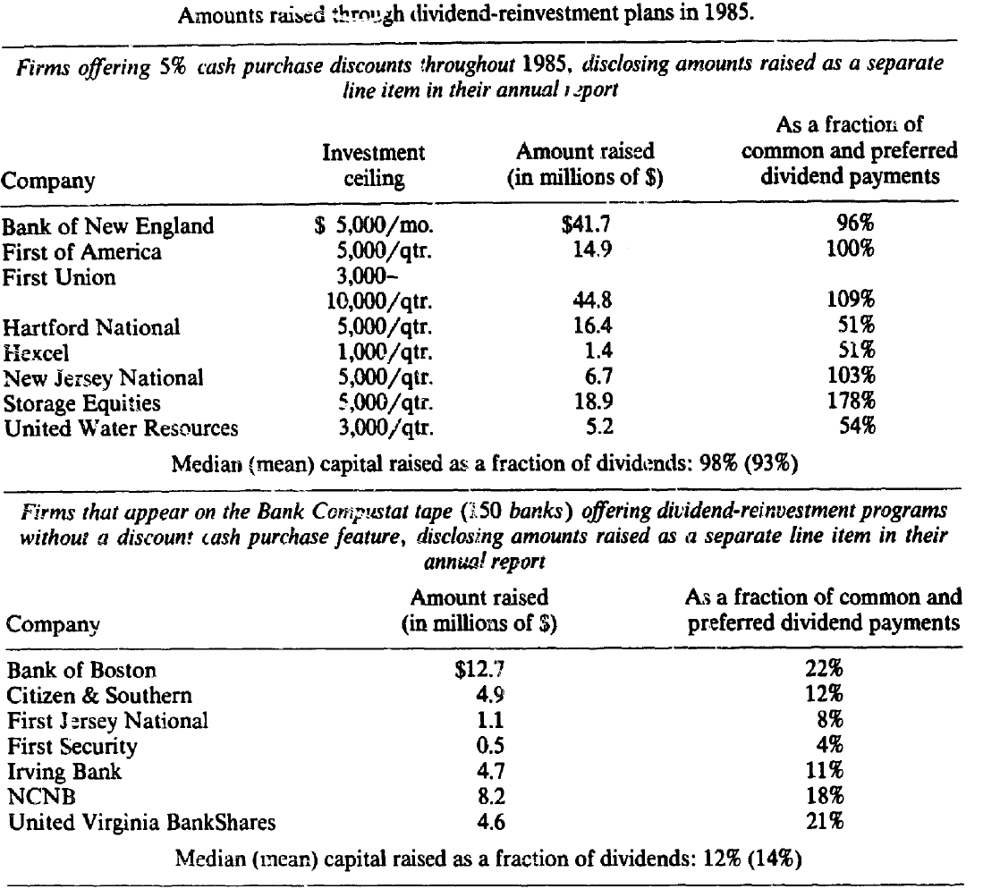 Amounts raised through dividend-reinvestment plans in 1985.
Firms offering 5% cash purchase discounts throughout 1985, disclosing amounts raised as a separate
line item in their annual report
Company Investment ceiling Amount raised (in millions of $) As a fraction of common and preferred dividend payments
Bank of New England $ 5,000/mo. $41.7 96%
First of America 5,000/qtr. 14.9 100%
First Union 3,000–
10,000/qtr. 44.8 109%
Hartford National 5,000/qtr. 16.4 51%
Hexcel 1,000/qtr. 1.4 51%
New Jersey National 5,000/qtr. 6.7 103%
Storage Equities 5,000/qtr. 18.9 178%
United Water Resources 3,000/qtr. 5.2 54%
Median (mean) capital raised as a fraction of dividends: 98% (93%)
Firms that appear on the Bank Compustat tape (150 banks) offering dividend-reinvestment programs
without a discount cash purchase feature, disclosing amounts raised as a separate line item in their
annual report
Company Amount raised (in millions of $) As a fraction of common and preferred dividend payments
Bank of Boston $12.7 22%
Citizen & Southern 4.9 12%
First Jersey National 1.1 8%
First Security 0.5 4%
Irving Bank 4.7 11%
NCNB 8.2 18%
United Virginia BankShares 4.6 21%
Median (mean) capital raised as a fraction of dividends: 12% (14%)